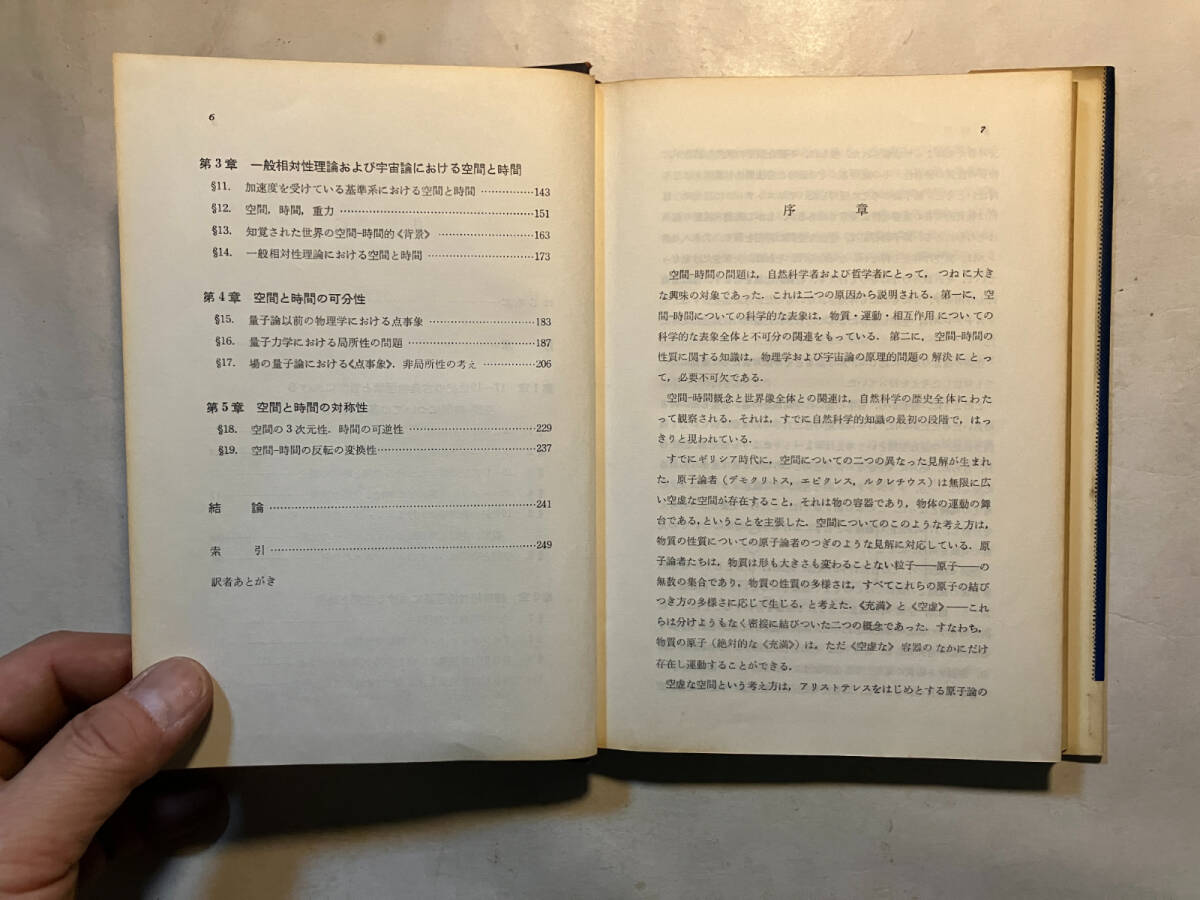 6
第3章 一般相対性理論および宇宙論における空間と時間
§11. 加速度を受けている基準系における空間と時間 ……………143
§12. 空間,時間,重力 ……………………………………………151
§13. 知覚された世界の空間-時間的《背景》 ……………………163
§14. 一般相対性理論における空間と時間 ………………………173
第4章 空間と時間の可分性
§15. 量子論以前の物理学における点事象 ………………………183
§16. 量子力学における局所性の問題 ……………………………187
§17. 場の量子論における《点事象》.非局所性の考え ……………206
第5章 空間と時間の対称性
§18. 空間の3次元性.時間の可逆性 ………………………………229
§19. 空間-時間の反転の変換性……………………………………237
結 論 ………………………………………………………………241
索 引 ………………………………………………………………249
訳者あとがき
7
序 章
空間-時間の問題は,自然科学者および哲学者にとって,つねに大き
な興味の対象であった.これは二つの原因から説明される.第一に,空
間-時間についての科学的な表象は,物質・運動・相互作用についての
科学的な表象全体と不可分の関連をもっている.第二に,空間-時間の
性質に関する知識は,物理学および宇宙論の原理的問題の解決にとっ
て,必要不可欠である.
空間-時間概念と世界像全体との関連は,自然科学の歴史全体にわた
って観察される.それは,すでに自然科学的知識の最初の段階で,はっ
きりと現われている.
すでにギリシア時代に,空間についての二つの異なった見解が生まれ
た.原子論者(デモクリトス,エピクレス,ルクレチウス)は無限に広
い空虚な空間が存在すること,それは物の容器であり,物体の運動の舞
台である,ということを主張した.空間についてのこのような考え方は,
物質の性質についての原子論者のつぎのような見解に対応している.原
子論者たちは,物質は形も大きさも変わることない粒子――原子――の
無数の集合であり,物質の性質の多様さは,すべてこれらの原子の結び
つき方の多様さに応じて生じる,と考えた.《充満》と《空虚》――これ
らは分けようもなく密接に結びついた二つの概念であった.すなわち,
物質の原子(絶対的な《充満》)は,ただ《空虚な》容器のなかにだけ
存在し運動することができる.
空虚な空間という考え方は,アリストテレスをはじめとする原子論の